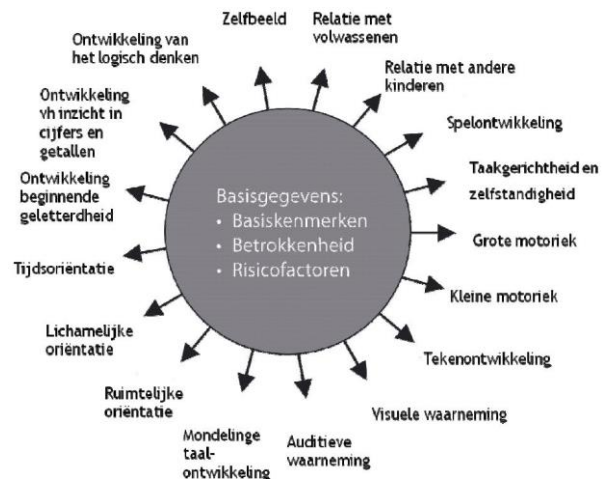 Zelfbeeld
Relatie met
volwassenen
Relatie met andere
kinderen
Spelontwikkeling
Taakgerichtheid en
zelfstandigheid
Grote motoriek
Kleine motoriek
Tekenontwikkeling
Visuele waarneming
Auditieve
waarneming
Mondelinge
taal-
ontwikkeling
Ruimtelijke
oriëntatie
Lichamelijke
oriëntatie
Tijdsoriëntatie
Ontwikkeling
beginnende
geletterdheid
Ontwikkeling
vh inzicht in
cijfers en
getallen
Ontwikkeling van
het logisch denken
Basisgegevens:
• Basiskenmerken
• Betrokkenheid
• Risicofactoren